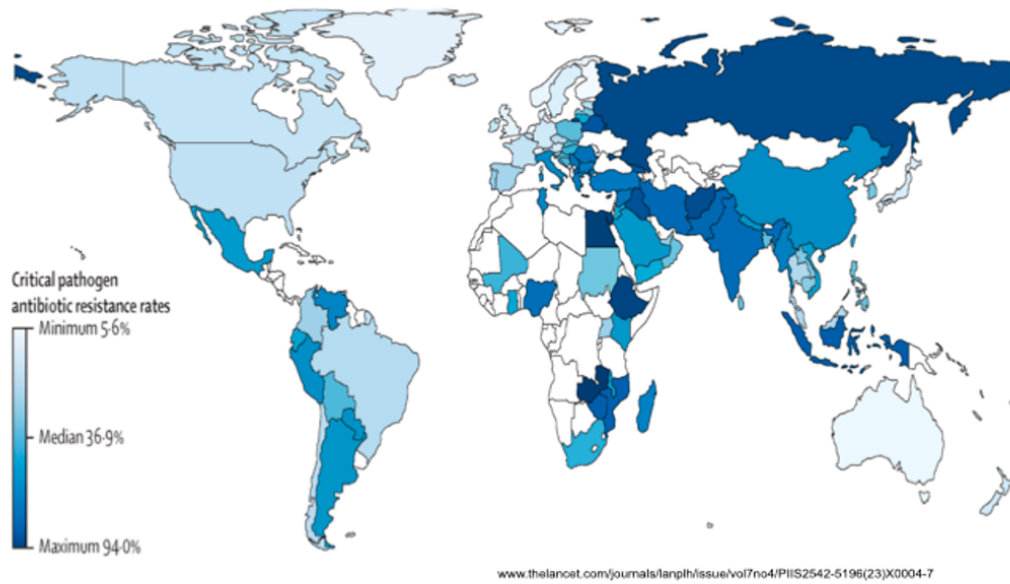 Critical pathogen
antibiotic resistance rates
Minimum 5·6%
Median 36·9%
Maximum 94·0%
www.thelancet.com/journals/lanplh/issue/vol7no4/PIIS2542-5196(23)X0004-7